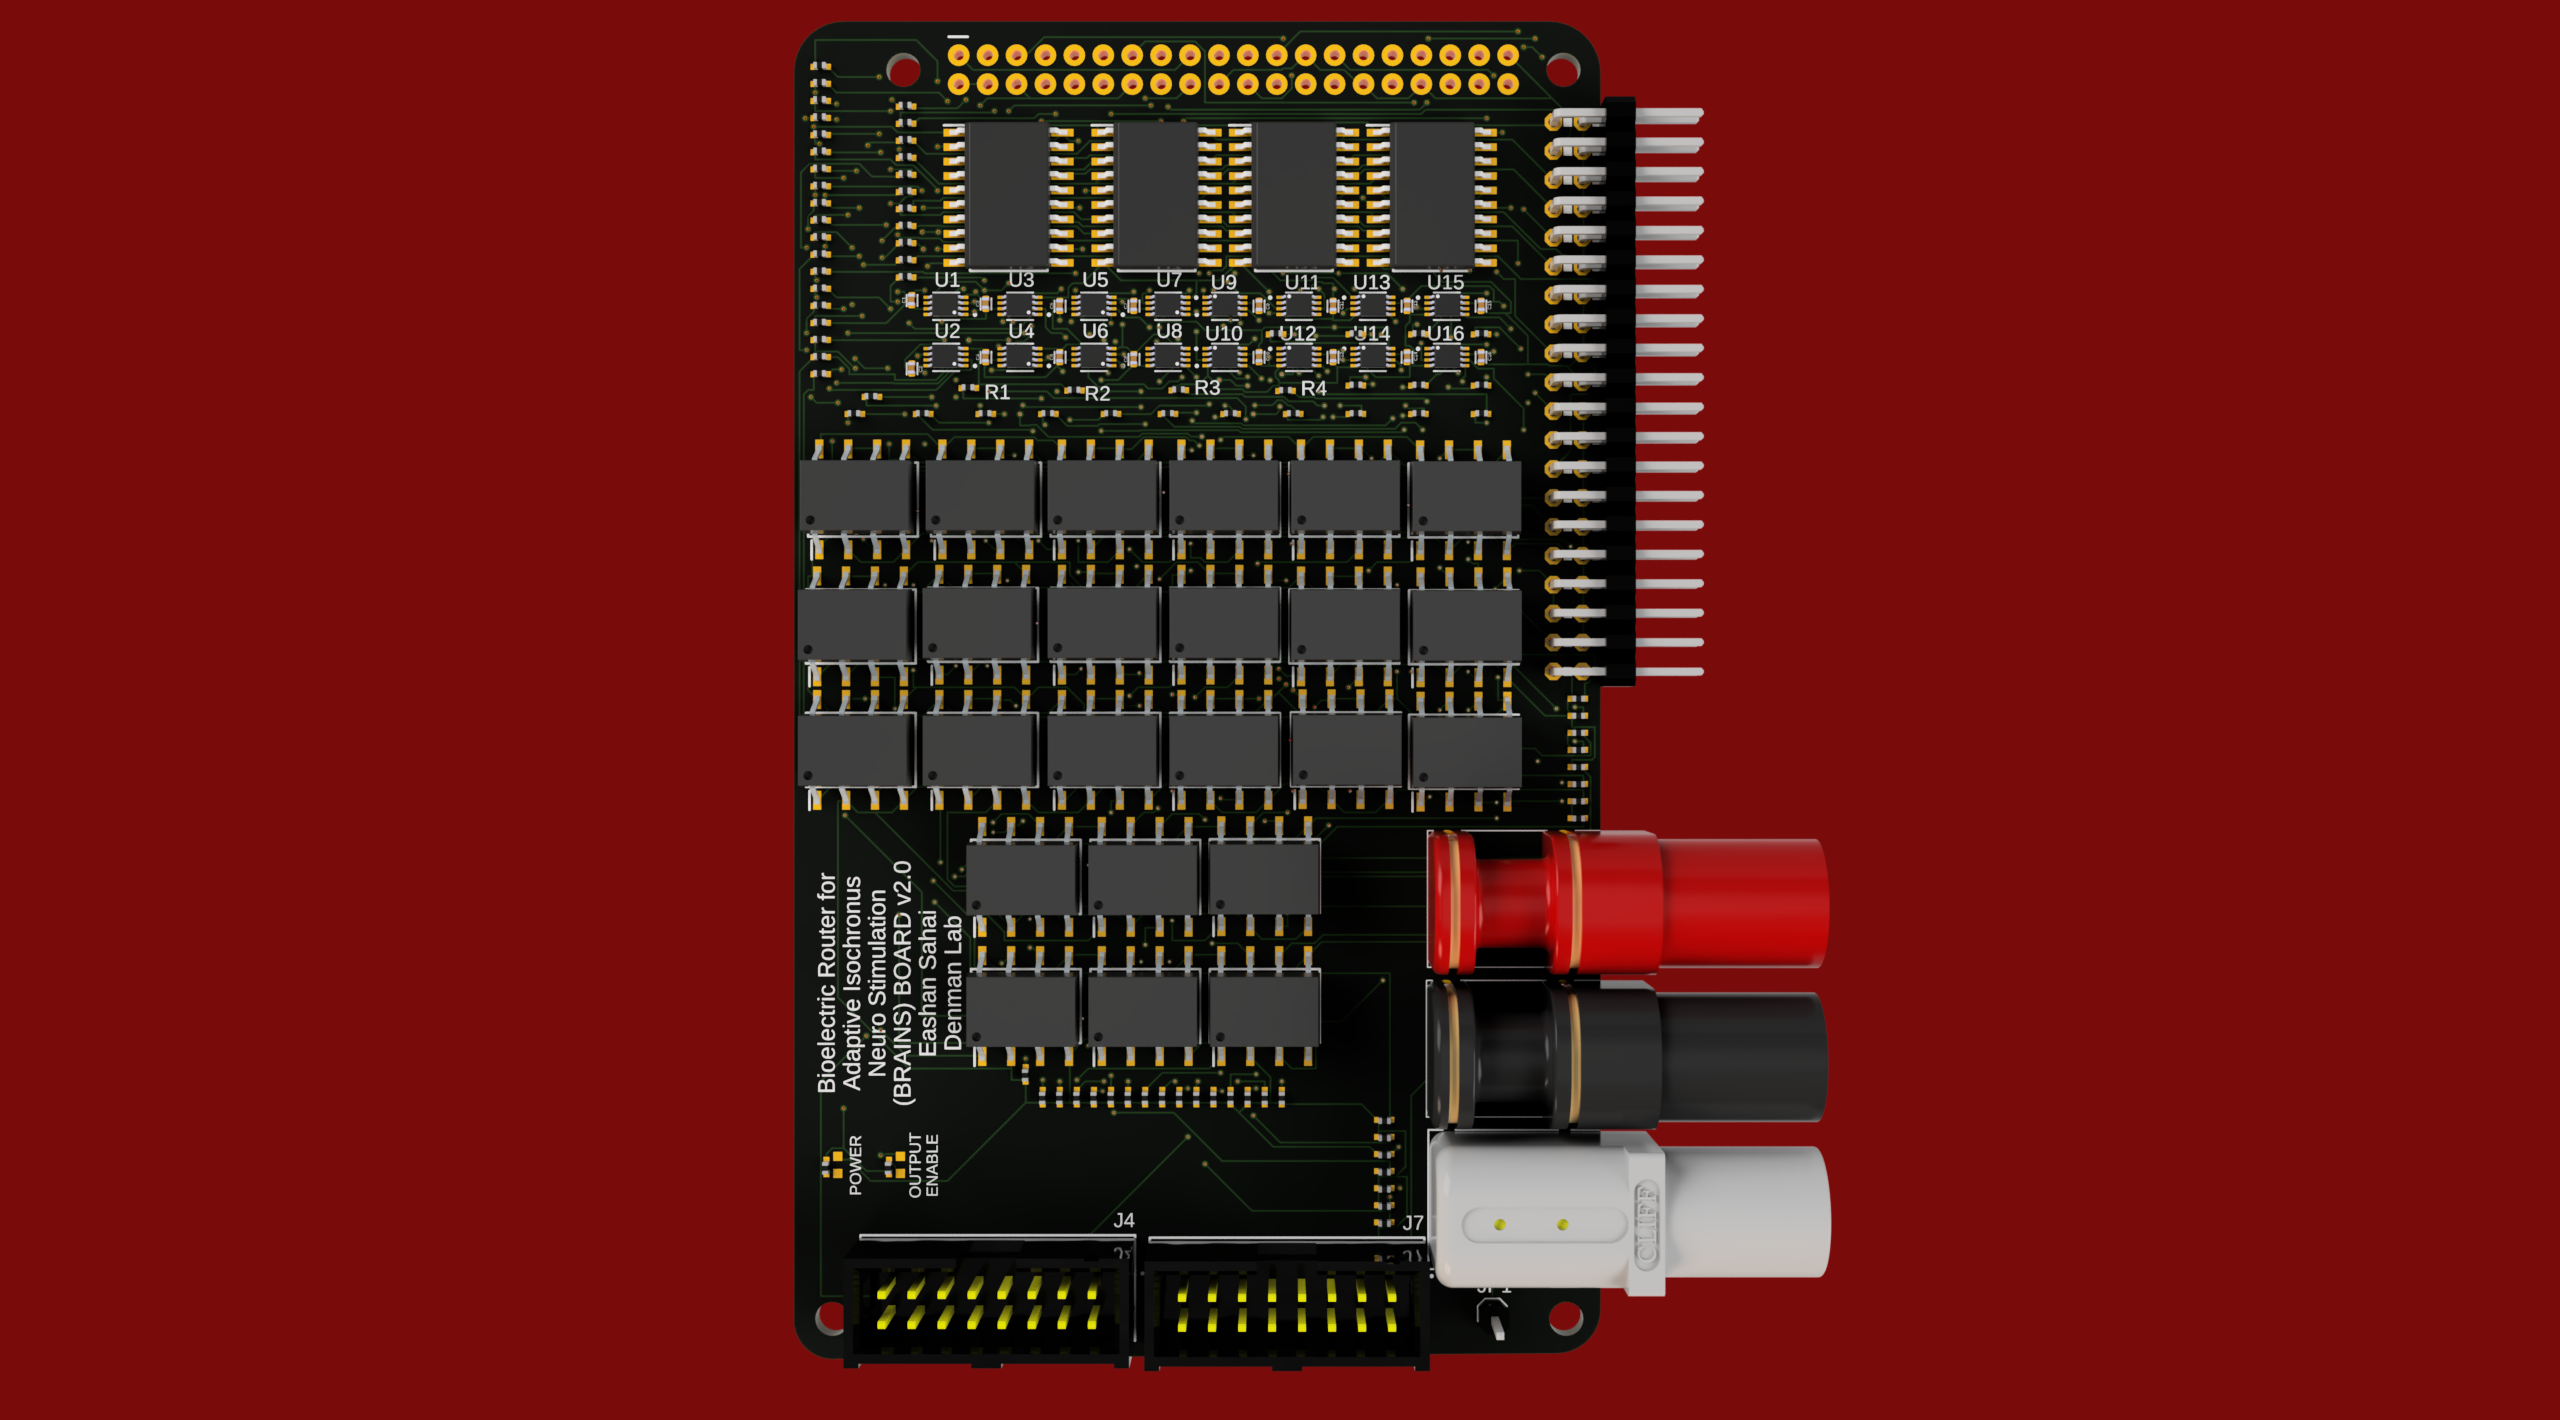 U1 U3 U5 U7 U9 U11 U13 U15
U2 U4 U6 U8 U10 U12 U14 U16
R1 R2 R3 R4
Bioelectric Router for
Adaptive Isochronus
Neuro Stimulation
(BRAINS) BOARD v2.0
Eashan Sahai
Denman Lab
POWER
OUTPUT
ENABLE
J4
J7
CLIFF